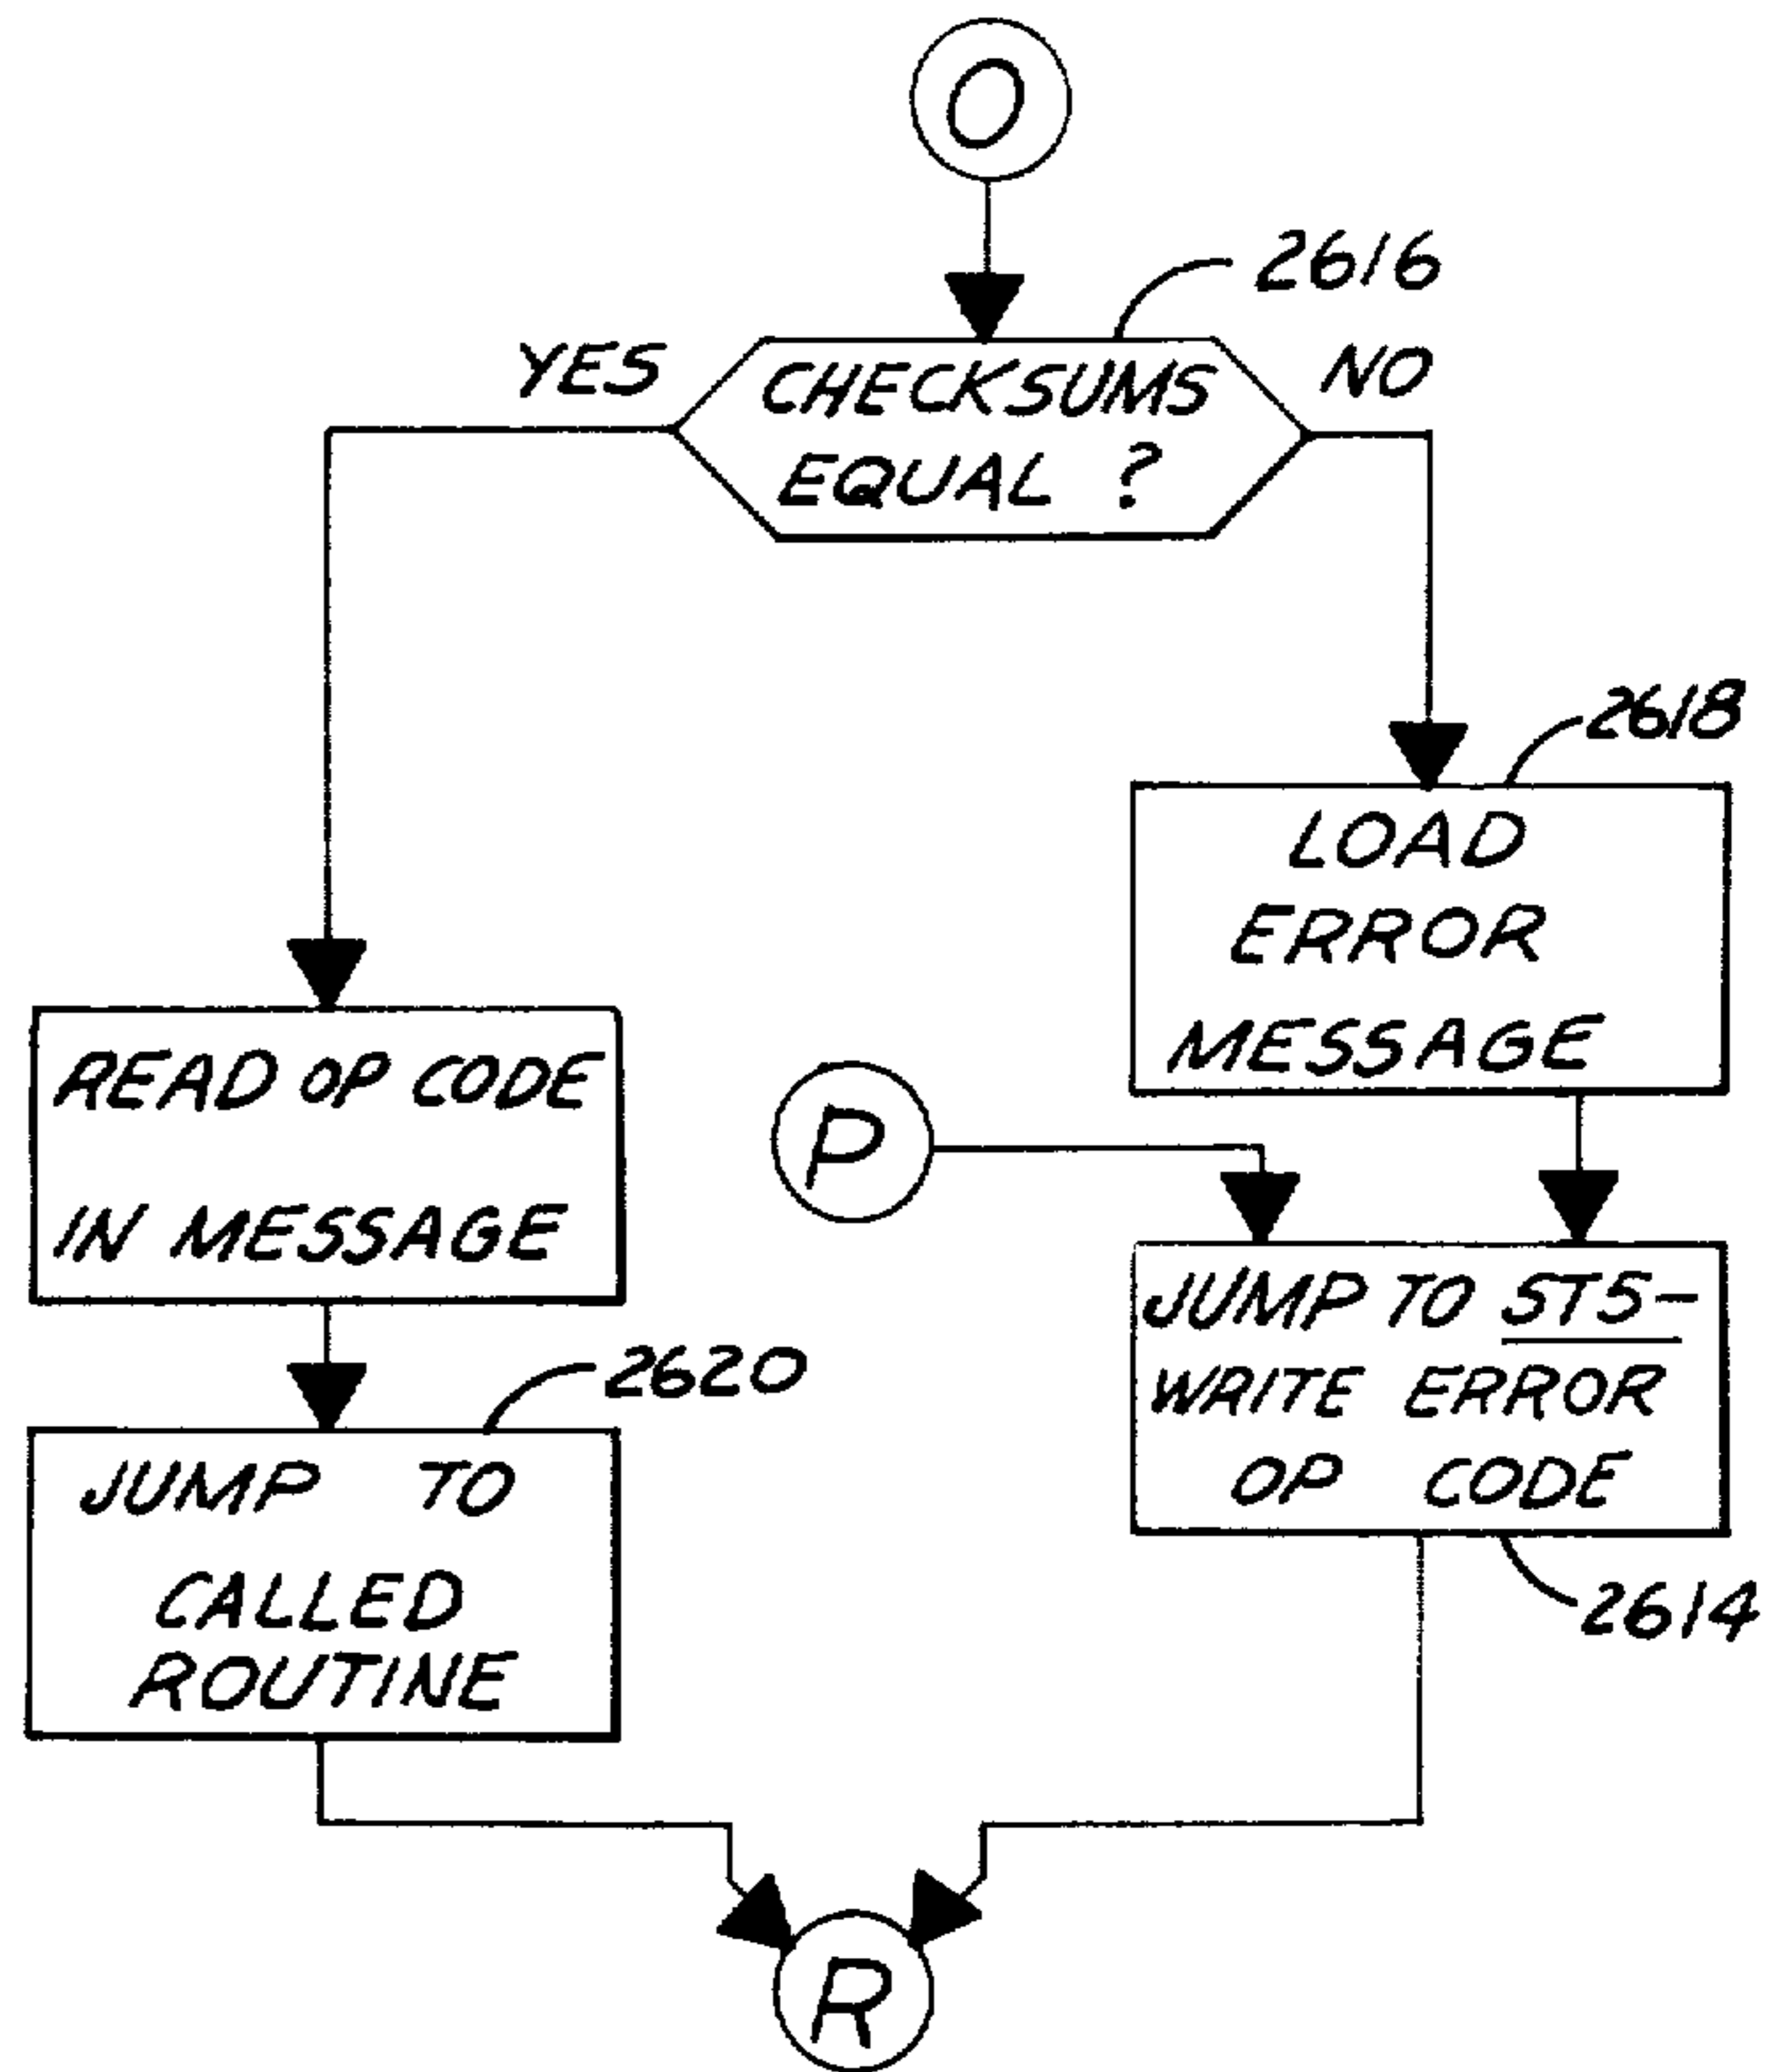 O
2616
YES
CHECKSUMS
EQUAL ?
NO
2618
LOAD
ERROR
MESSAGE
READ OP CODE
IN MESSAGE
P
JUMP TO STS-
WRITE ERROR
OP CODE
2614
2620
JUMP TO
CALLED
ROUTINE
R